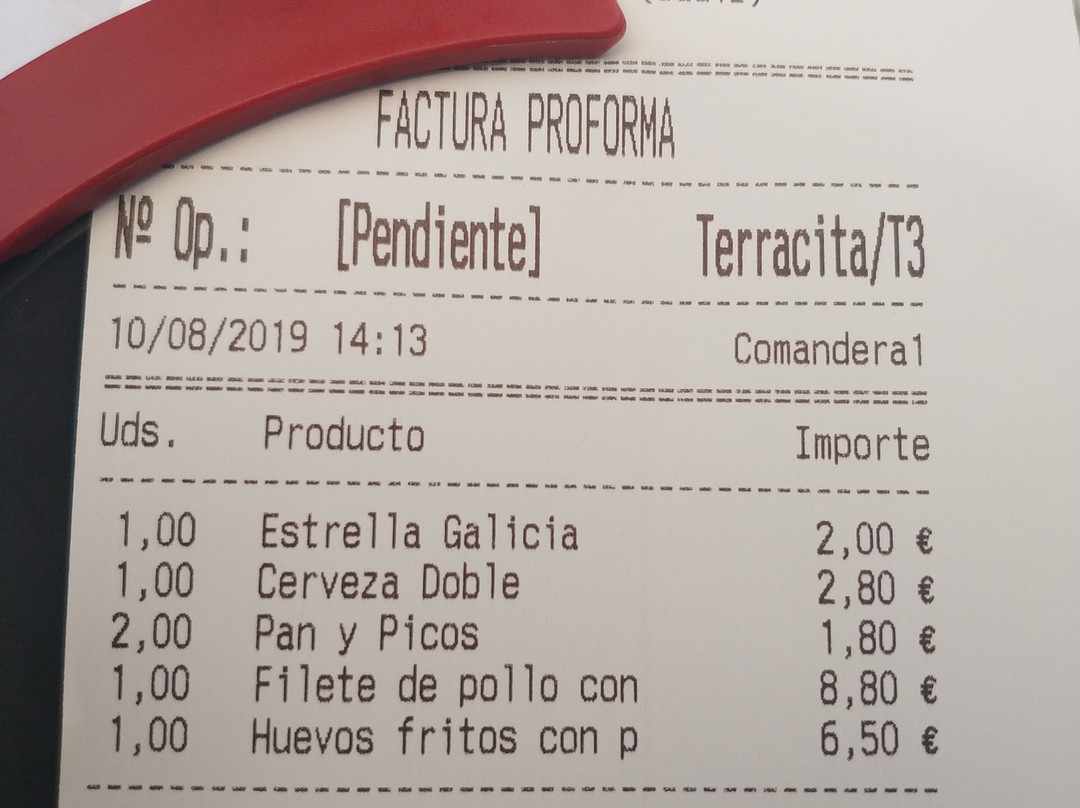 FACTURA PROFORMA
Nº Op.: [Pendiente] Terracita/T3
10/08/2019 14:13 Comandera1
Uds. Producto Importe
1,00 Estrella Galicia 2,00 €
1,00 Cerveza Doble 2,80 €
2,00 Pan y Picos 1,80 €
1,00 Filete de pollo con 8,80 €
1,00 Huevos fritos con p 6,50 €